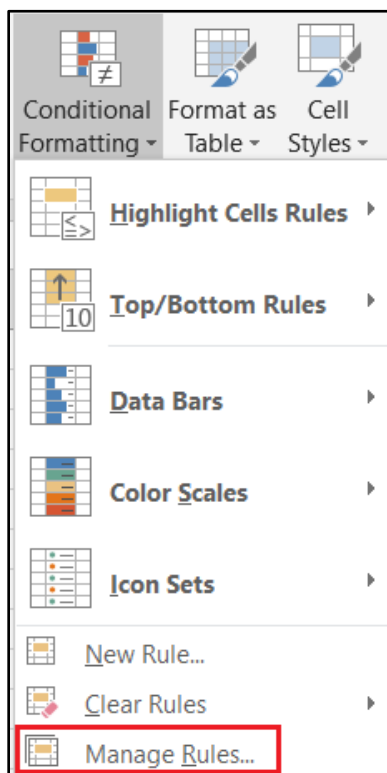 ≠
Conditional Format as Cell
Formatting Table Styles
≤
>
Highlight Cells Rules
10
Top/Bottom Rules
Data Bars
Color Scales
Icon Sets
New Rule...
Clear Rules
Manage Rules...